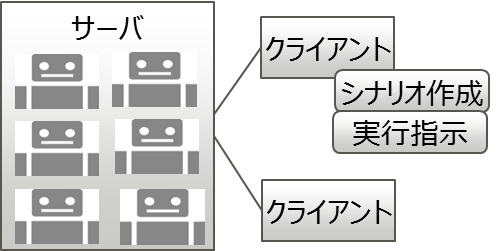 サーバ
クライアント
シナリオ作成
実行指示
クライアント